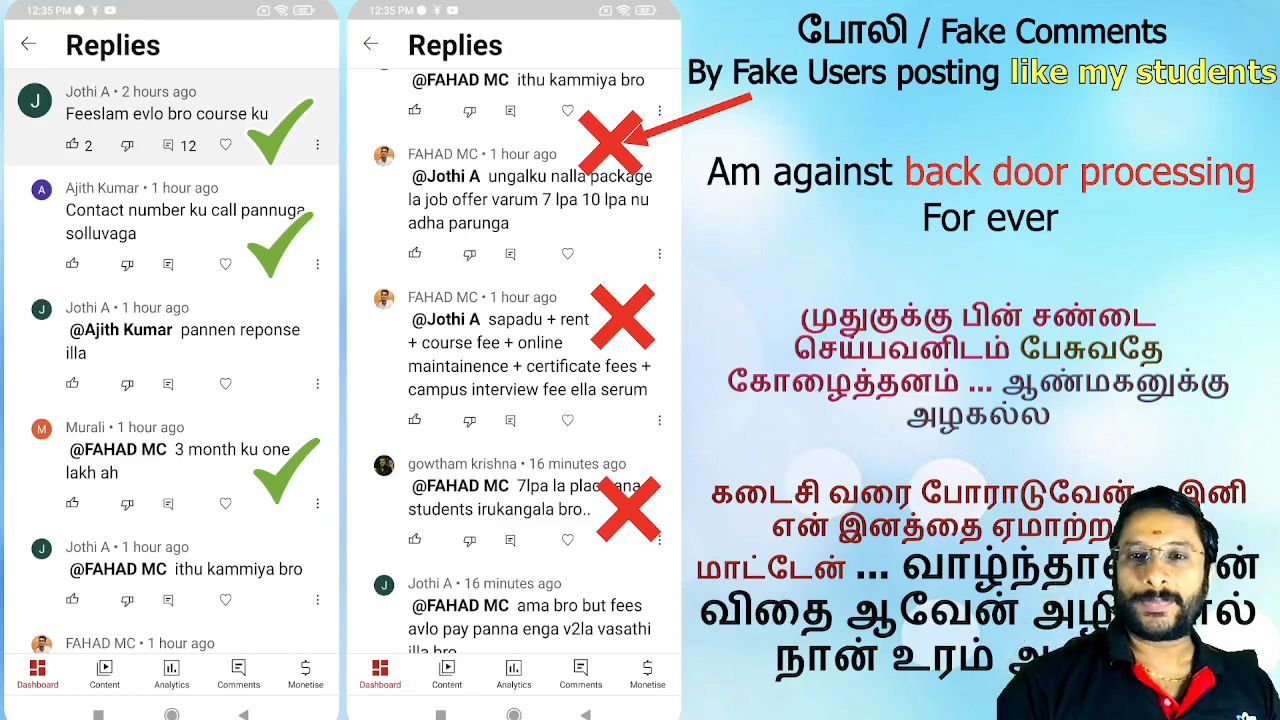 12:35 PM
Replies
Jothi A • 2 hours ago
Feeslam evlo bro course ku
2
12
Ajith Kumar • 1 hour ago
Contact number ku call pannuga
solluvaga
Jothi A • 1 hour ago
@Ajith Kumar pannen reponse
illa
Murali • 1 hour ago
@FAHAD MC 3 month ku one
lakh ah
Jothi A • 1 hour ago
@FAHAD MC ithu kammiya bro
FAHAD MC • 1 hour ago
Dashboard
Content
Analytics
Comments
Monetise
12:35 PM
Replies
@FAHAD MC ithu kammiya bro
FAHAD MC • 1 hour ago
@Jothi A ungalku nalla package
la job offer varum 7 lpa 10 lpa nu
adha parunga
FAHAD MC • 1 hour ago
@Jothi A sapadu + rent
+ course fee + online
maintainence + certificate fees +
campus interview fee ella serum
gowtham krishna • 16 minutes ago
@FAHAD MC 7lpa la
students irukangala bro..
Jothi A • 16 minutes ago
@FAHAD MC ama bro but fees
avlo pay panna enga v2la vasathi
illa bro
Dashboard
Content
Analytics
Comments
Monetise
போலி / Fake Comments
By Fake Users posting like my students
Am against back door processing
For ever
முதுகுக்கு பின் சண்டை
செய்பவனிடம் பேசுவதே
கோழைத்தனம் ... ஆண்மகனுக்கு
அழகல்ல
கடைசி வரை போராடுவேன் இனி
என் இனத்தை ஏமாற்ற
மாட்டேன் ...
விதை ஆவேன்
நான் உரம்